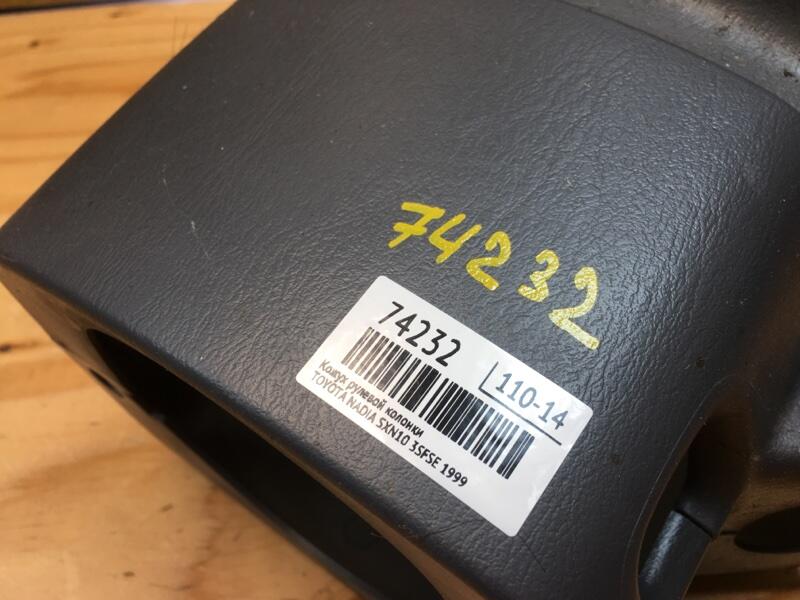 74232
74232
110-14
Кожух рулевой колонки
TOYOTA NADIA SXN10 3SFSE 1999